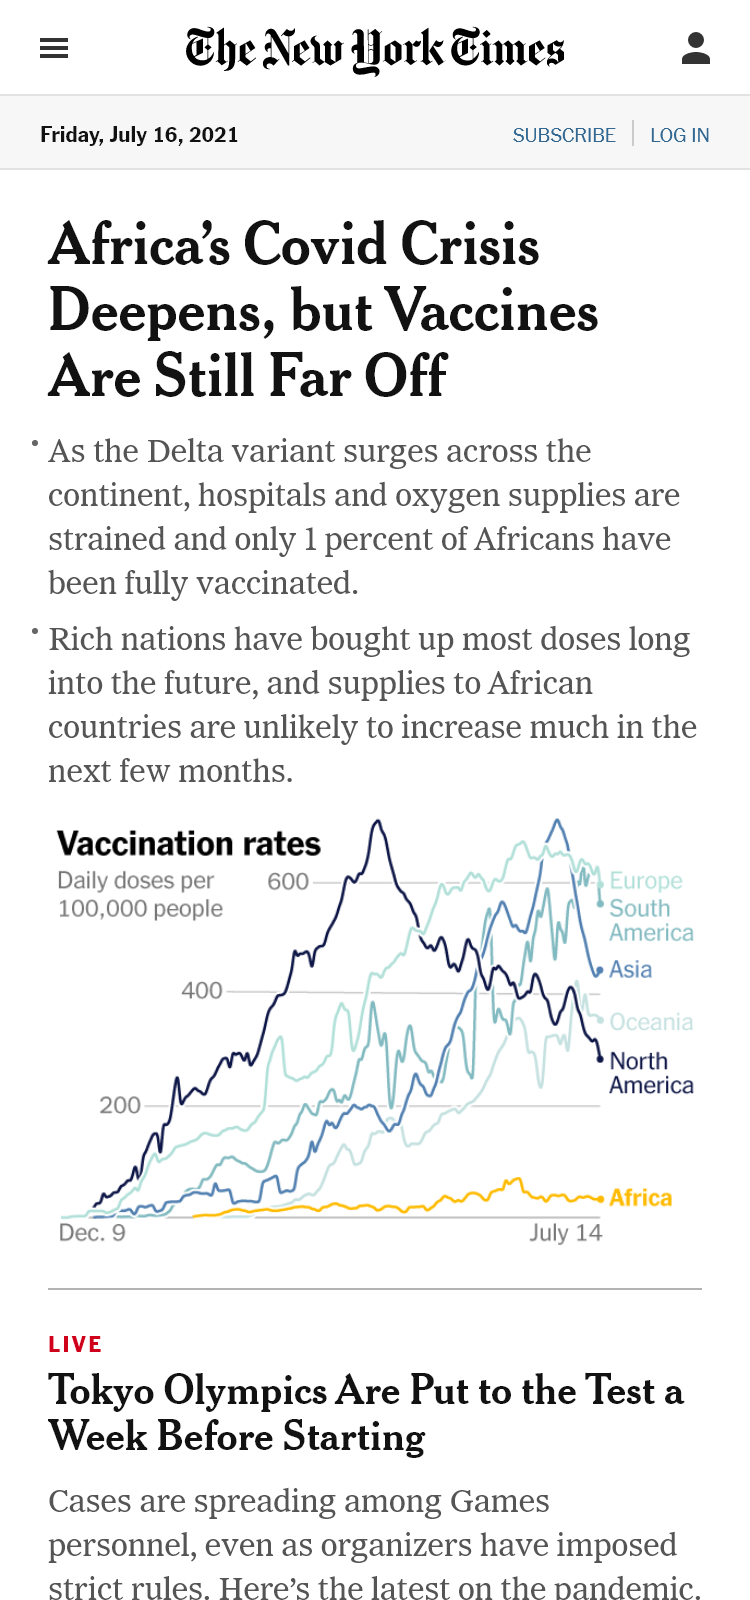 The New York Times
Friday, July 16, 2021
SUBSCRIBE
LOG IN
Africa’s Covid Crisis
Deepens, but Vaccines
Are Still Far Off
• As the Delta variant surges across the
continent, hospitals and oxygen supplies are
strained and only 1 percent of Africans have
been fully vaccinated.
• Rich nations have bought up most doses long
into the future, and supplies to African
countries are unlikely to increase much in the
next few months.
Vaccination rates
Daily doses per
100,000 people
600
400
200
Europe
South
America
Asia
Oceania
North
America
Africa
Dec. 9
July 14
LIVE
Tokyo Olympics Are Put to the Test a
Week Before Starting
Cases are spreading among Games
personnel, even as organizers have imposed
strict rules. Here’s the latest on the pandemic.